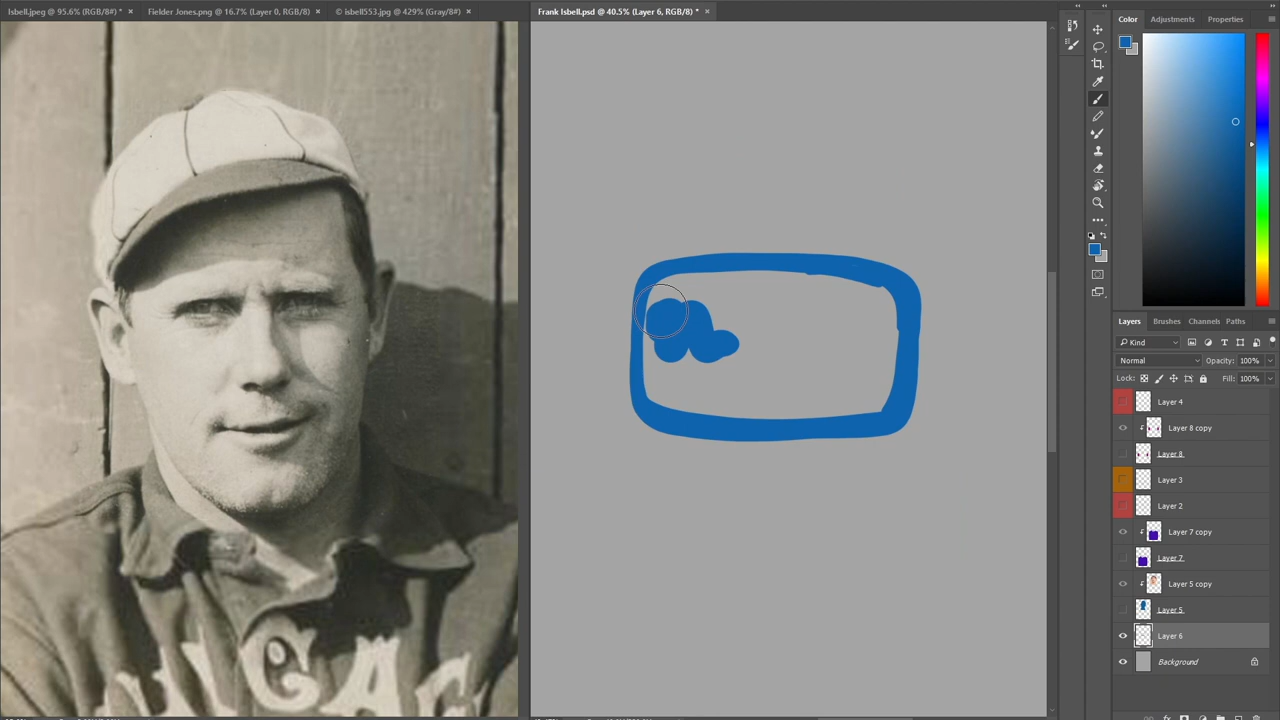 Isbell.jpeg @ 95.6% (RGB/8#) * ×
Fielder Jones.png @ 16.7% (Layer 0, RGB/8) ×
© isbell553.jpg @ 429% (Gray/8#) ×
Frank Isbell.psd @ 40.5% (Layer 6, RGB/8) * ×
Color Adjustments Properties
Layers Brushes Channels Paths
Kind
Normal Opacity: 100%
Lock: Fill: 100%
Layer 4
Layer 8 copy
Layer 8
Layer 3
Layer 2
Layer 7 copy
Layer 7
Layer 5 copy
Layer 5
Layer 6
Background